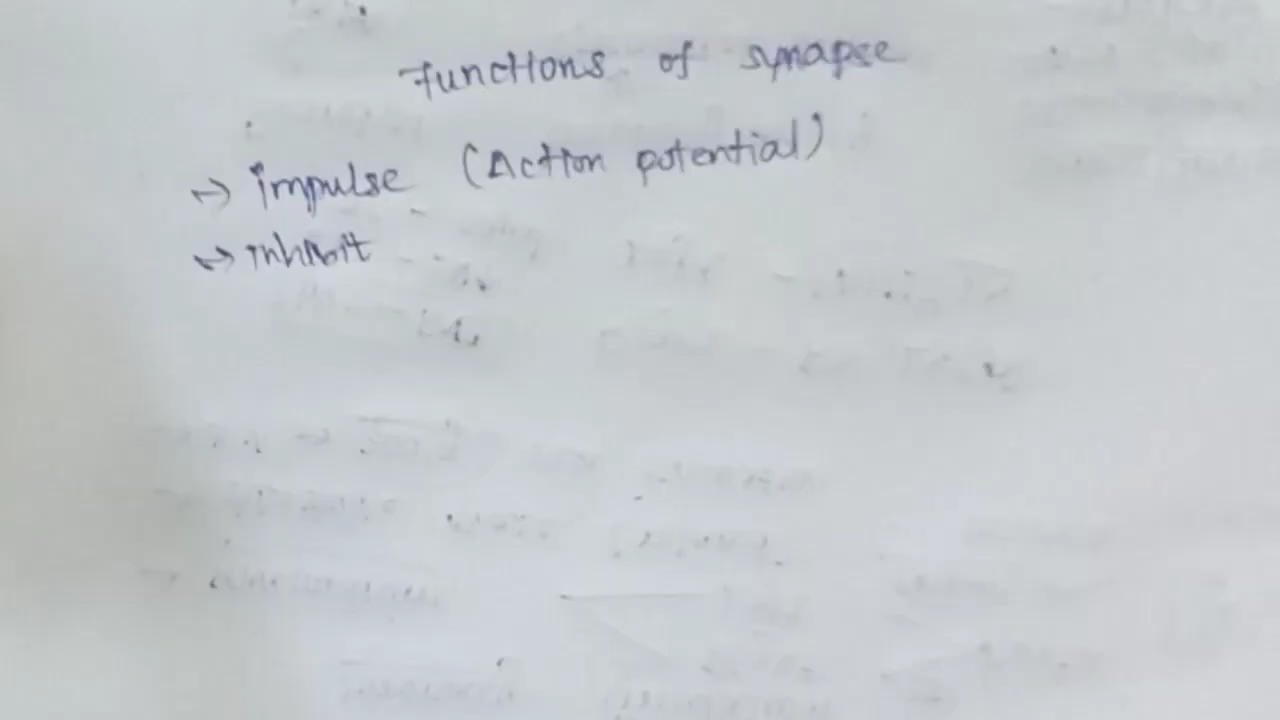 Functions of synapse
→ impulse (Action potential)
→ inhibit